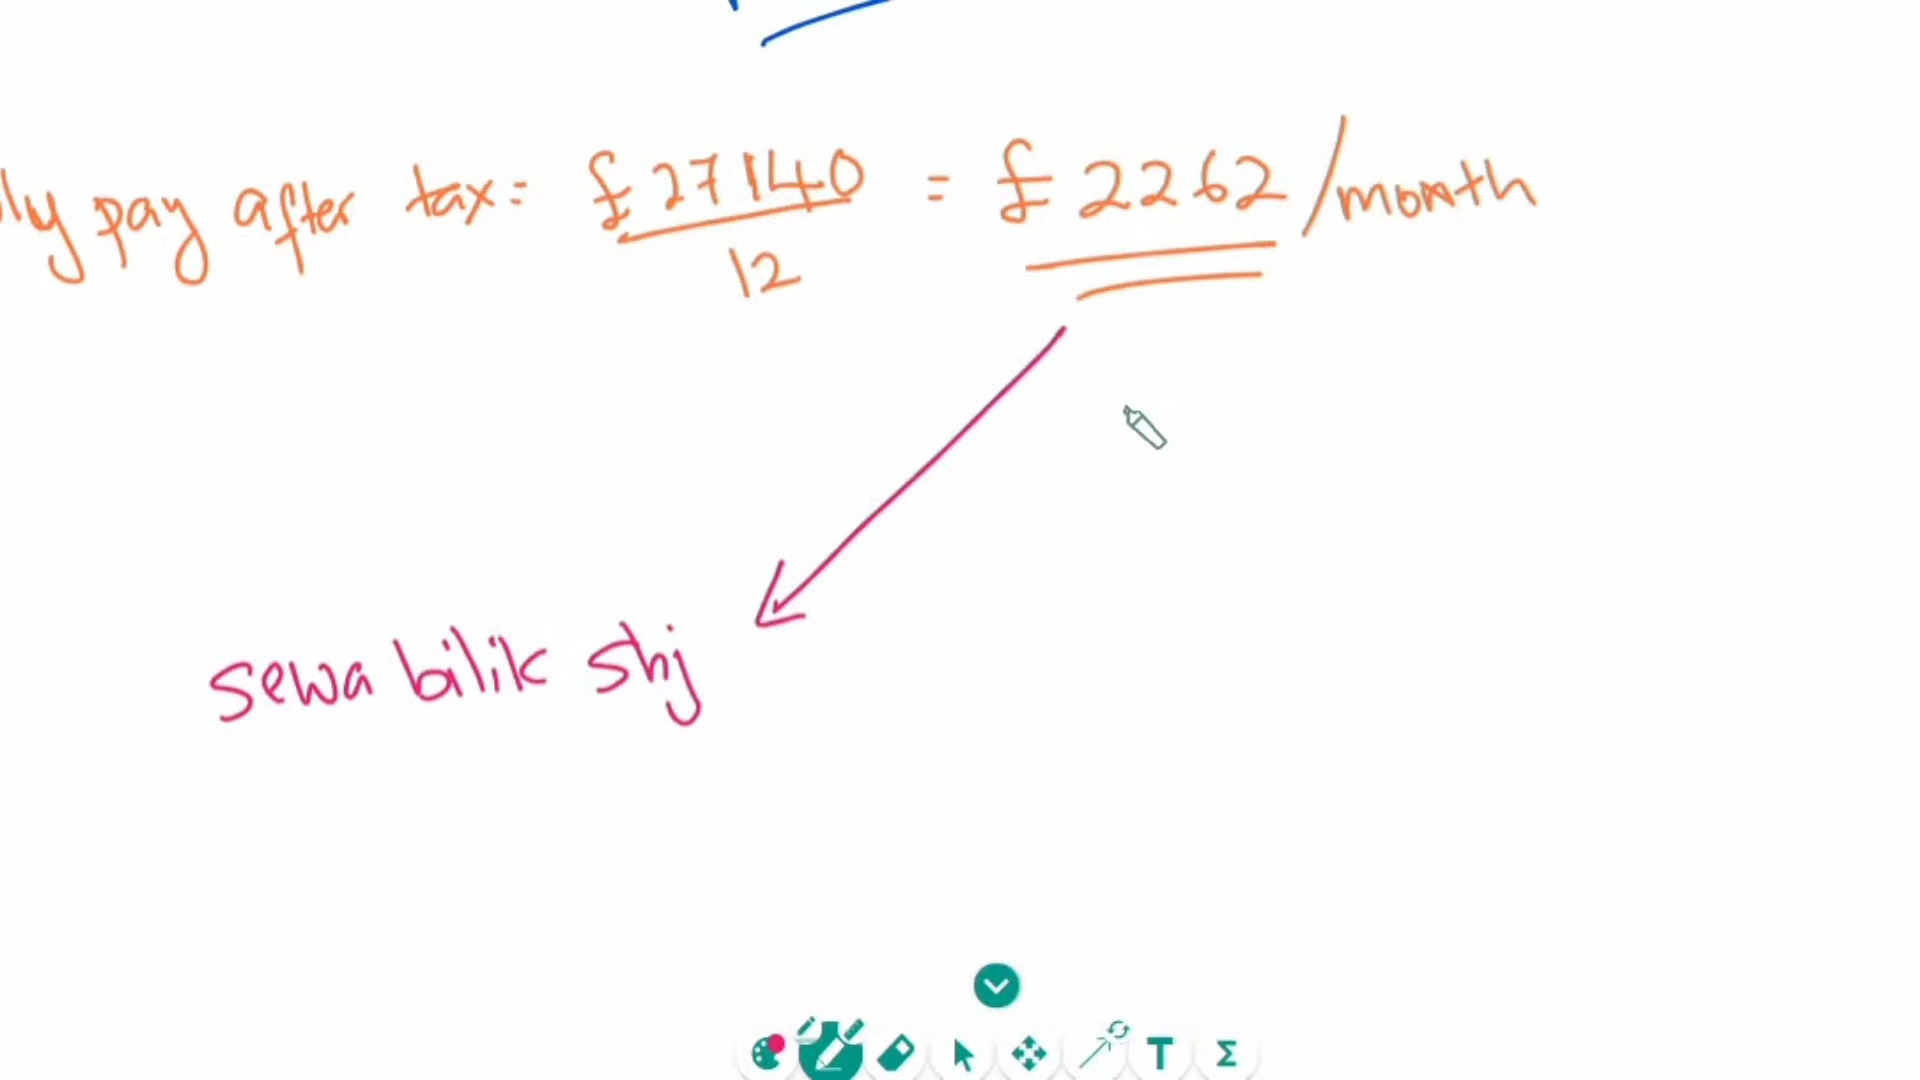 ly pay after tax = £27140 = £2262/month
12
sewa bilik shj
T
Σ